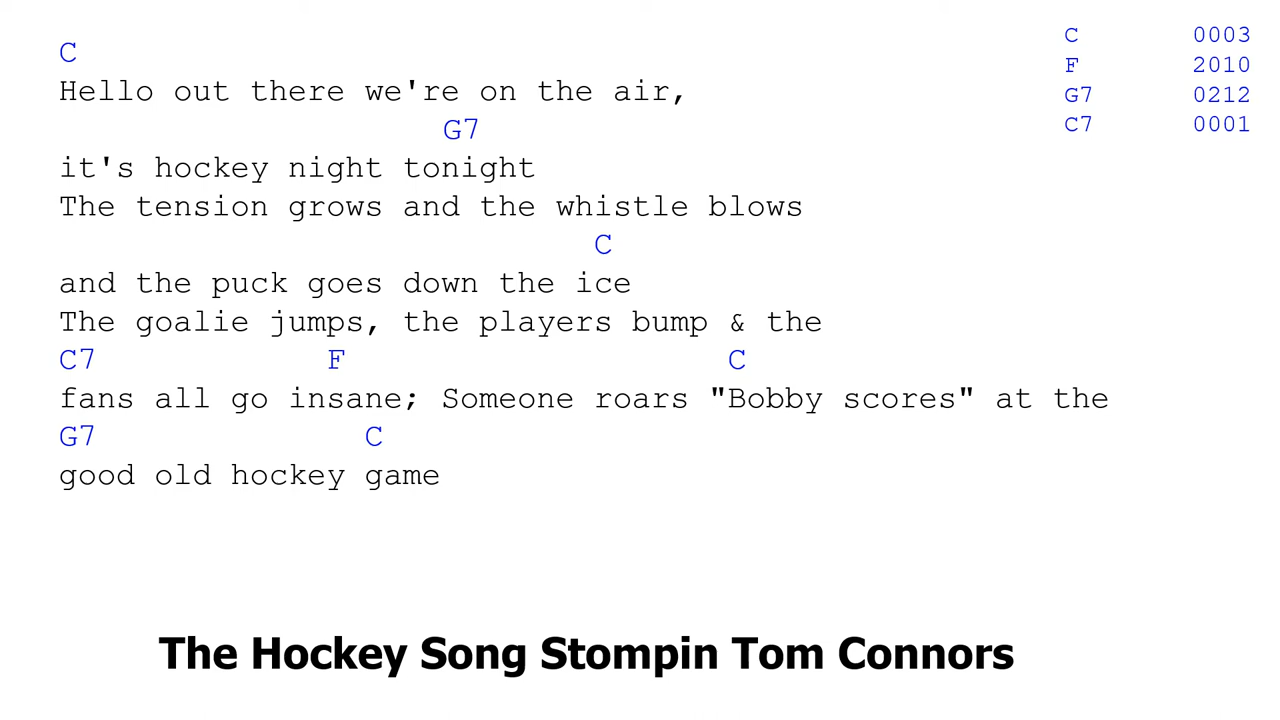 C
Hello out there we're on the air,
G7
it's hockey night tonight
The tension grows and the whistle blows
C
and the puck goes down the ice
The goalie jumps, the players bump & the
C7 F C
fans all go insane; Someone roars "Bobby scores" at the
G7 C
good old hockey game
C 0003
F 2010
G7 0212
C7 0001
The Hockey Song Stompin Tom Connors